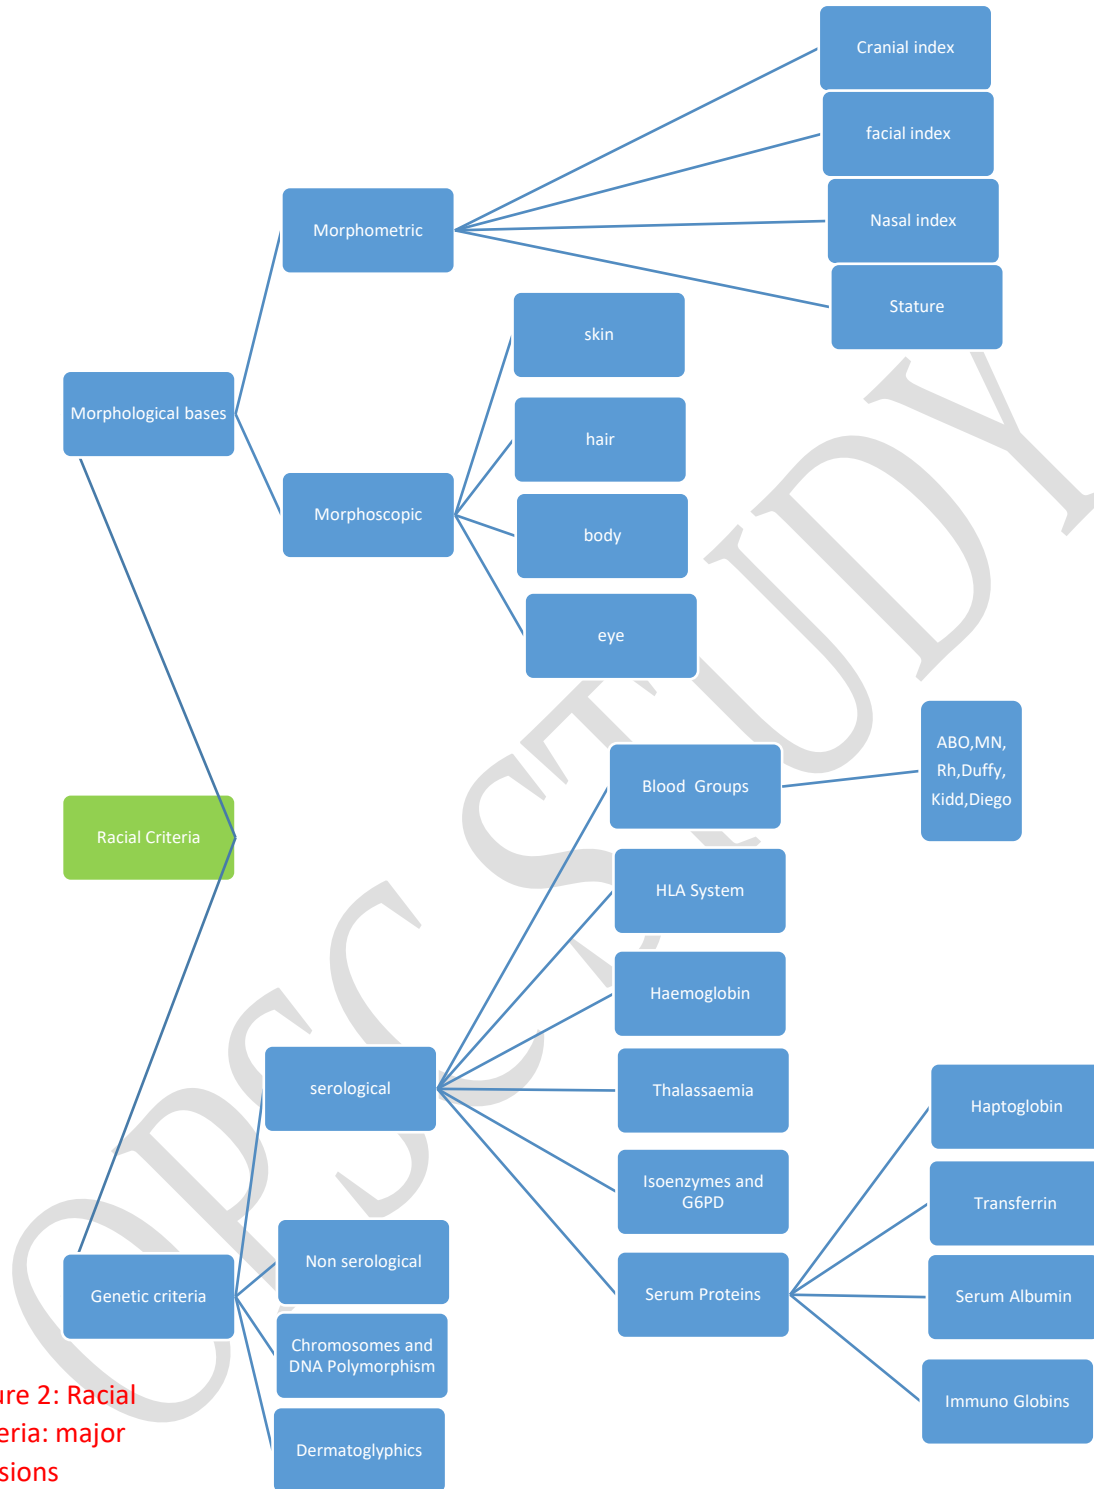 Cranial index
facial index
Nasal index
Stature
Morphometric
skin
hair
body
eye
Morphological bases
Morphoscopic
Racial Criteria
Blood Groups
ABO,MN,
Rh,Duffy,
Kidd,Diego
HLA System
Haemoglobin
Thalassaemia
Isoenzymes and
G6PD
Serum Proteins
Haptoglobin
Transferrin
Serum Albumin
Immuno Globins
serological
Non serological
Chromosomes and
DNA Polymorphism
Dermatoglyphics
Genetic criteria
ure 2: Racial
eria: major
sions
OPSC STUDY